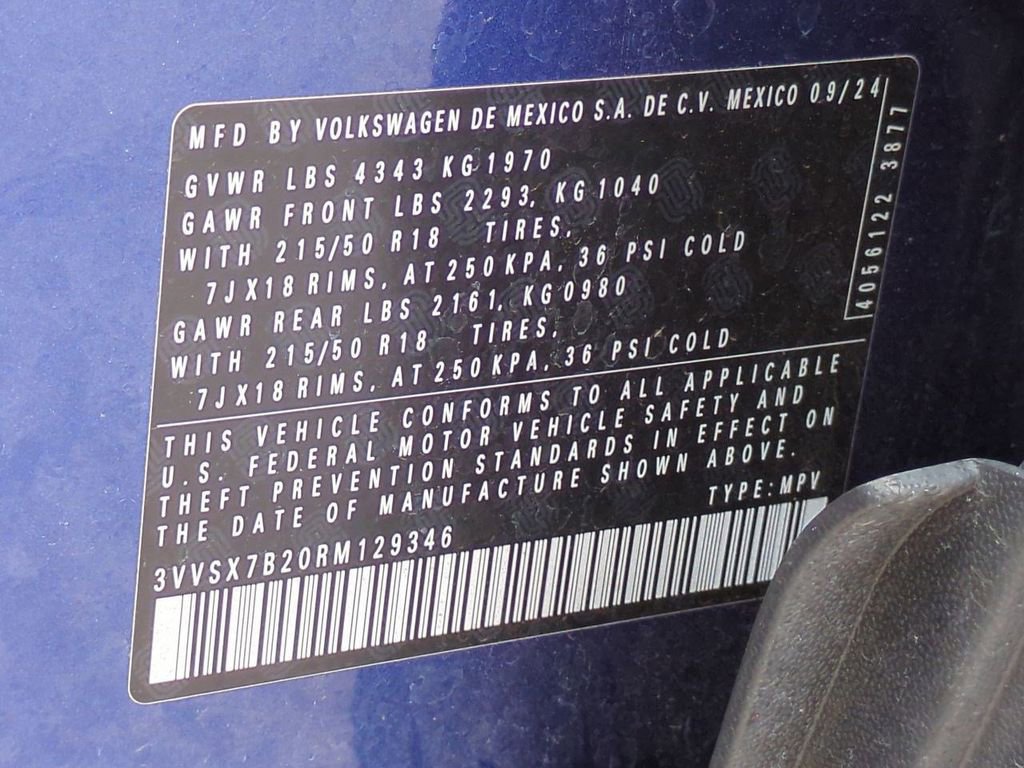 MFD BY VOLKSWAGEN DE MEXICO S.A. DE C.V. MEXICO 09/24
GVWR LBS 4343 KG 1970
GAWR FRONT LBS 2293, KG 1040
WITH 215/50 R18 TIRES,
7JX18 RIMS, AT 250 KPA, 36 PSI COLD
GAWR REAR LBS 2161, KG 0980
WITH 215/50 R18 TIRES,
7JX18 RIMS, AT 250 KPA, 36 PSI COLD
4056122 3877
THIS VEHICLE CONFORMS TO ALL APPLICABLE
U.S. FEDERAL MOTOR VEHICLE SAFETY AND
THEFT PREVENTION STANDARDS IN EFFECT ON
THE DATE OF MANUFACTURE SHOWN ABOVE.
TYPE: MPV
3VVSX7B20RM129346